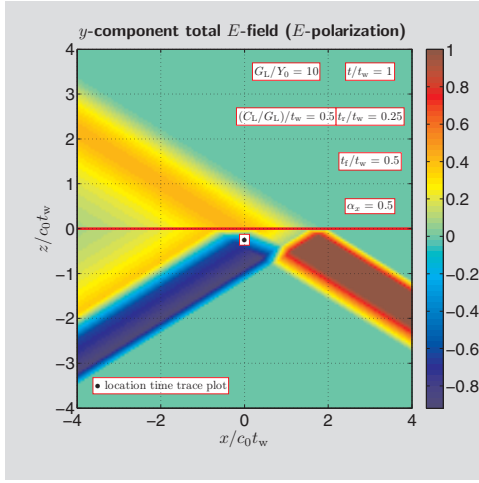 y-component total E-field (E-polarization)
G_L/Y_0 = 10
t/t_w = 1
(C_L/G_L)/t_w = 0.5
t_r/t_w = 0.25
t_f/t_w = 0.5
α_x = 0.5
• location time trace plot
z/c_0t_w
4
3
2
1
0
−1
−2
−3
−4
−4
−2
0
2
4
x/c_0t_w
1
0.8
0.6
0.4
0.2
0
−0.2
−0.4
−0.6
−0.8